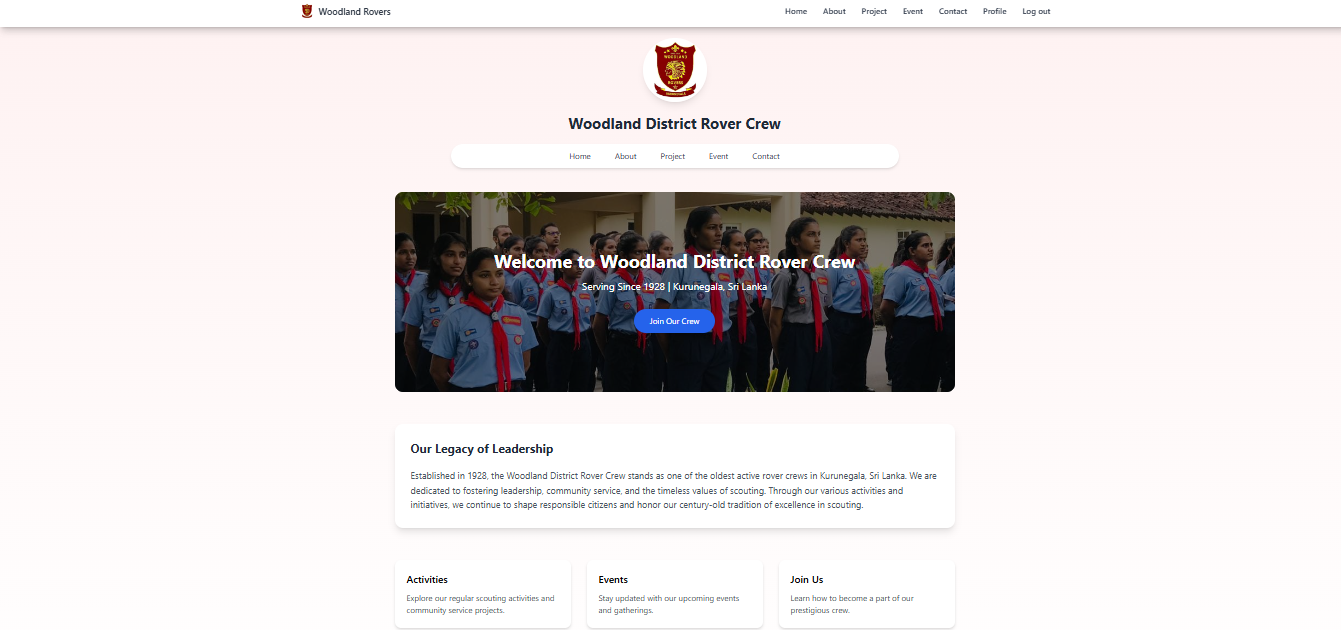 Woodland Rovers
Home About Project Event Contact Profile Log out
WOODLAND
ROVERS
Woodland District Rover Crew
Home About Project Event Contact
Welcome to Woodland District Rover Crew
Serving Since 1928 | Kurunegala, Sri Lanka
Join Our Crew
Our Legacy of Leadership
Established in 1928, the Woodland District Rover Crew stands as one of the oldest active rover crews in Kurunegala, Sri Lanka. We are
dedicated to fostering leadership, community service, and the timeless values of scouting. Through our various activities and
initiatives, we continue to shape responsible citizens and honor our century-old tradition of excellence in scouting.
Activities
Explore our regular scouting activities and
community service projects.
Events
Stay updated with our upcoming events
and gatherings.
Join Us
Learn how to become a part of our
prestigious crew.